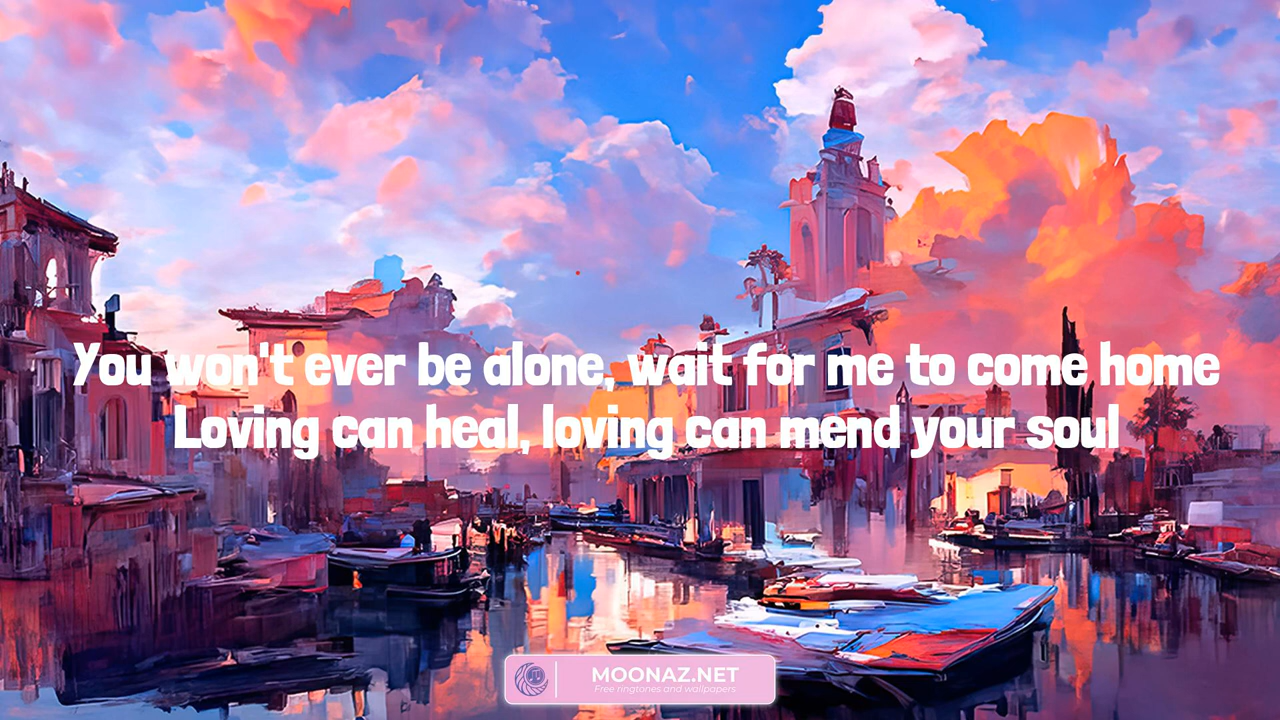 You won't ever be alone, wait for me to come home
Loving can heal, loving can mend your soul
MOONAZ.NET
Free ringtones and wallpapers